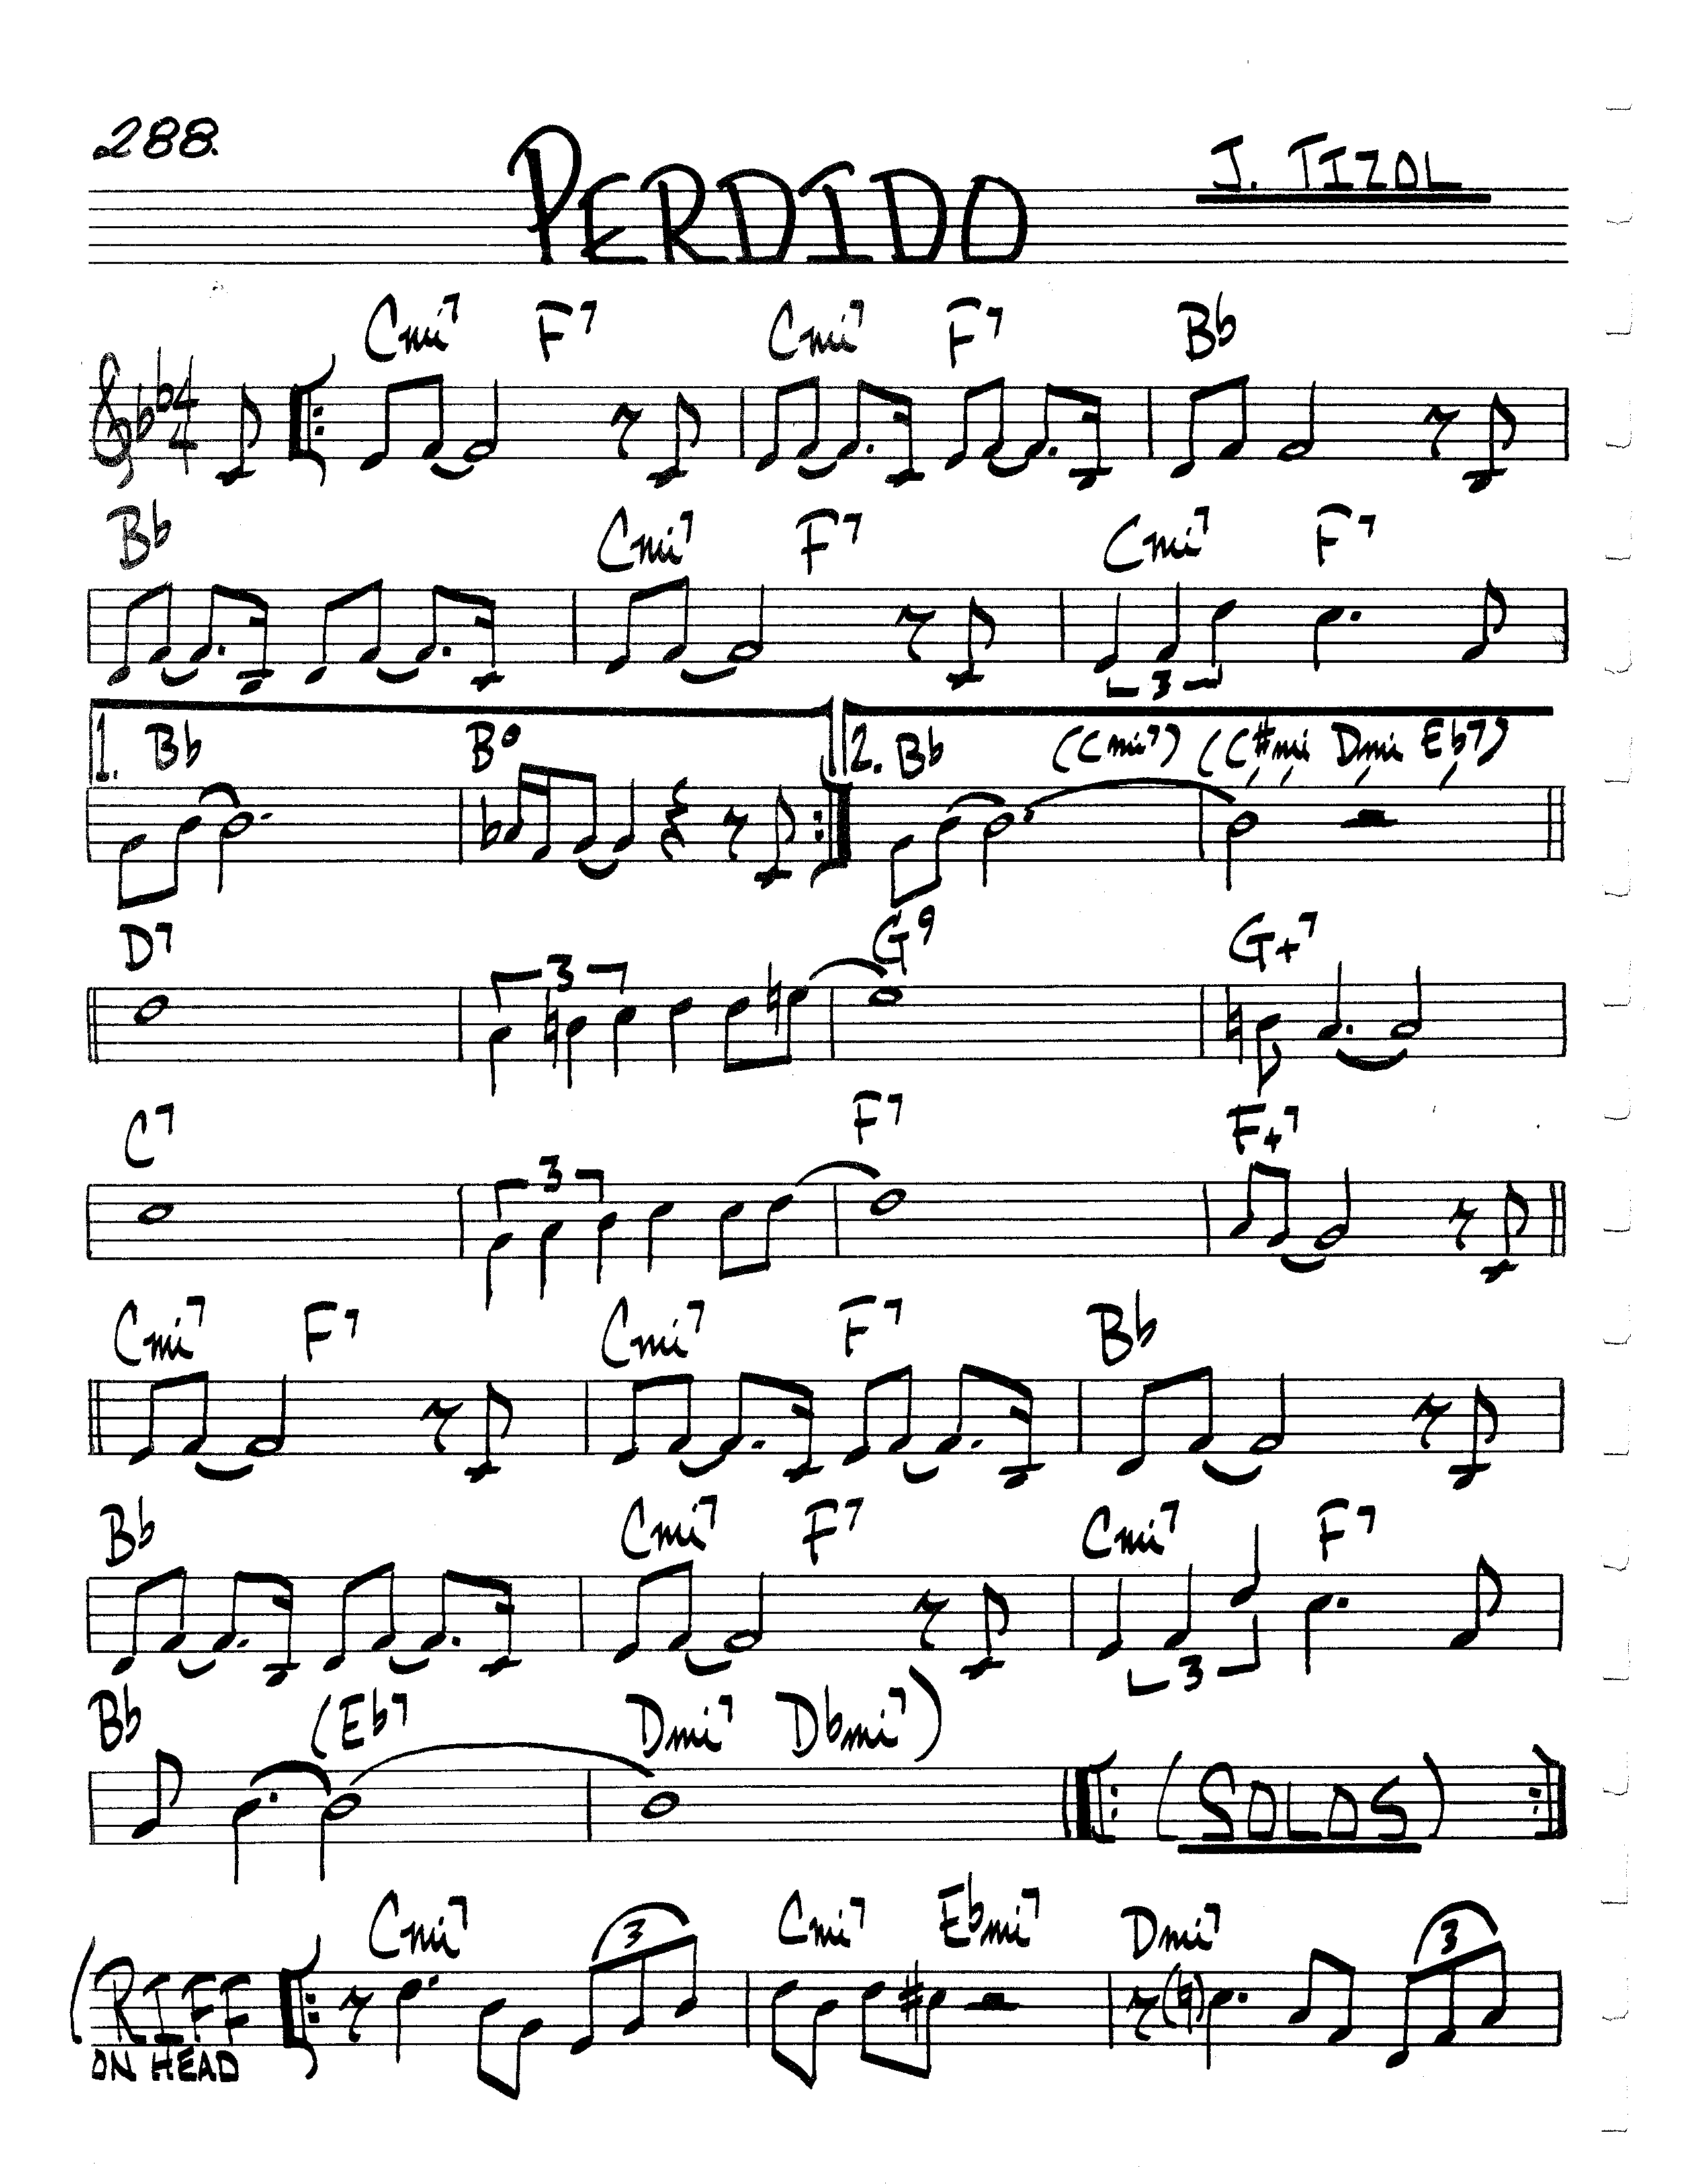 288.
PERDIDO
J. TIZOL
Cmi7 F7 Cmi7 F7 Bb
4
4
Bb Cmi7 F7 Cmi7 F7
3
1. Bb Bo 2. Bb (Cmi7) (C#mi Dmi Eb7)
D7 G9 G+7
3
C7 F7 F+7
3
Cmi7 F7 Cmi7 F7 Bb
Bb Cmi7 F7 Cmi7 F7
3
Bb (Eb7 Dmi7 Dbmi7)
(SOLOS)
Cmi7 Cmi7 Ebmi7 Dmi7
3 3
(RIFF
ON HEAD